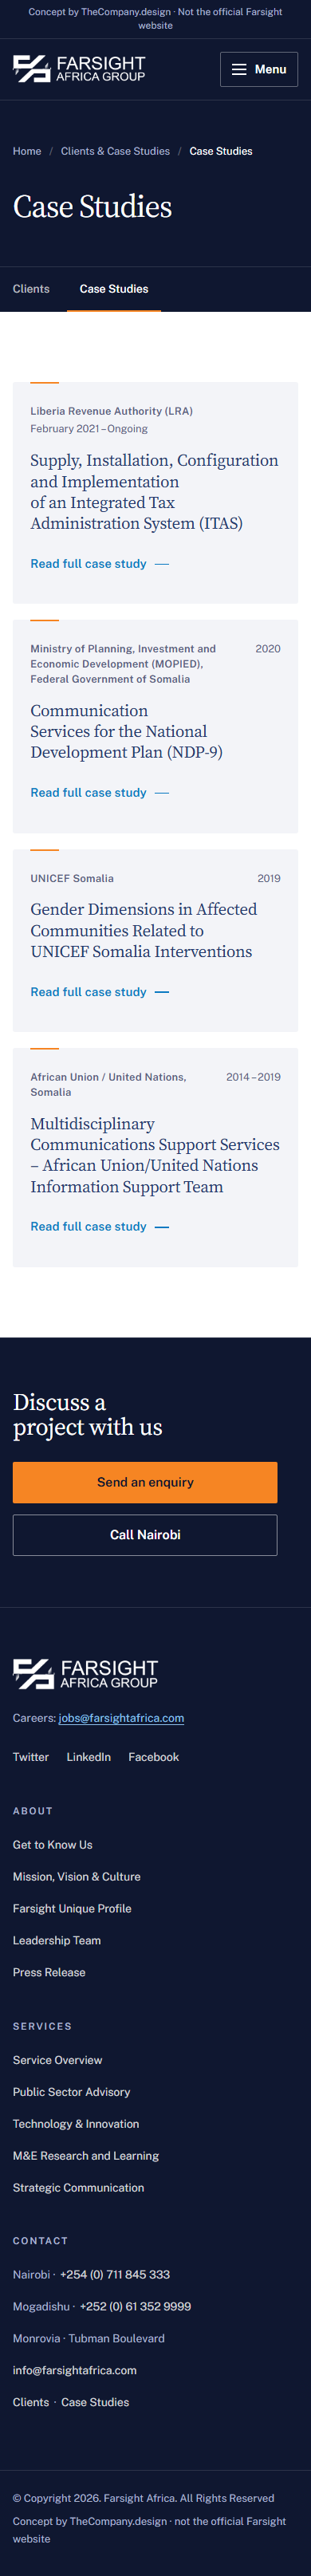 Concept by TheCompany.design · Not the official Farsight
website
FARSIGHT
AFRICA GROUP
Menu
Home / Clients & Case Studies / Case Studies
Case Studies
Clients
Case Studies
Liberia Revenue Authority (LRA)
February 2021 – Ongoing
Supply, Installation, Configuration
and Implementation
of an Integrated Tax
Administration System (ITAS)
Read full case study
Ministry of Planning, Investment and
Economic Development (MOPIED),
Federal Government of Somalia
2020
Communication
Services for the National
Development Plan (NDP-9)
Read full case study
UNICEF Somalia
2019
Gender Dimensions in Affected
Communities Related to
UNICEF Somalia Interventions
Read full case study
African Union / United Nations,
Somalia
2014 – 2019
Multidisciplinary
Communications Support Services
– African Union/United Nations
Information Support Team
Read full case study
Discuss a
project with us
Send an enquiry
Call Nairobi
FARSIGHT
AFRICA GROUP
Careers: jobs@farsightafrica.com
Twitter LinkedIn Facebook
ABOUT
Get to Know Us
Mission, Vision & Culture
Farsight Unique Profile
Leadership Team
Press Release
SERVICES
Service Overview
Public Sector Advisory
Technology & Innovation
M&E Research and Learning
Strategic Communication
CONTACT
Nairobi · +254 (0) 711 845 333
Mogadishu · +252 (0) 61 352 9999
Monrovia · Tubman Boulevard
info@farsightafrica.com
Clients · Case Studies
© Copyright 2026. Farsight Africa. All Rights Reserved
Concept by TheCompany.design · not the official Farsight
website